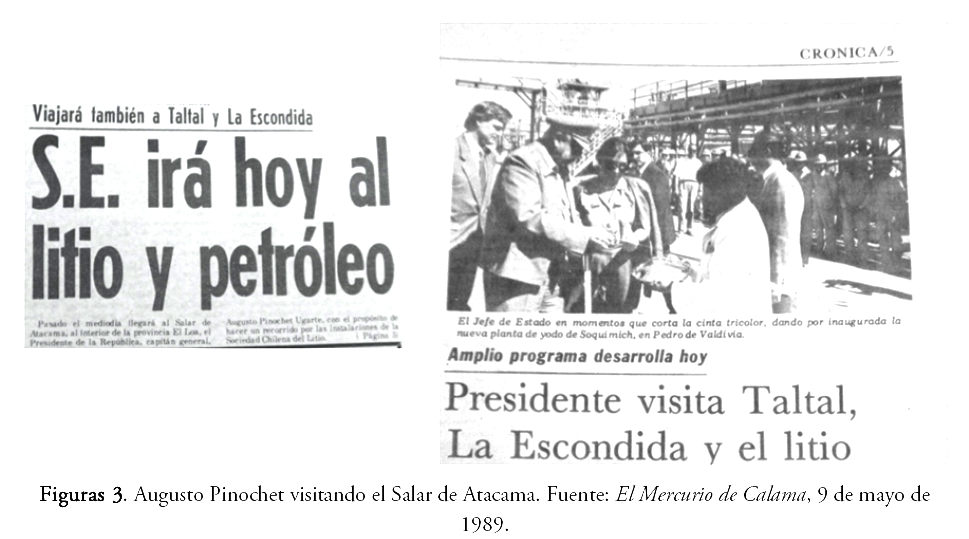 Viajará también a Taltal y La Escondida
S.E. irá hoy al
litio y petróleo
Pasado el mediodía llegará al Salar de
Atacama, al interior de la provincia El Loa, el
Presidente de la República, capitán general,
Augusto Pinochet Ugarte, con el propósito de
hacer un recorrido por las instalaciones de la
Sociedad Chilena del Litio.
Página
CRONICA/5
El Jefe de Estado en momentos que corta la cinta tricolor, dando por inaugurada la
nueva planta de yodo de Soquimich, en Pedro de Valdivia.
Amplio programa desarrolla hoy
Presidente visita Taltal,
La Escondida y el litio
Figuras 3. Augusto Pinochet visitando el Salar de Atacama. Fuente: El Mercurio de Calama, 9 de mayo de
1989.